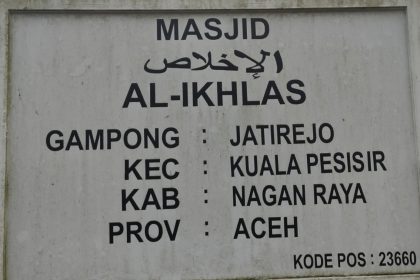 MASJID
الإخلاص
AL-IKHLAS
GAMPONG : JATIREJO
KEC : KUALA PESISIR
KAB : NAGAN RAYA
PROV : ACEH
KODE POS : 23660